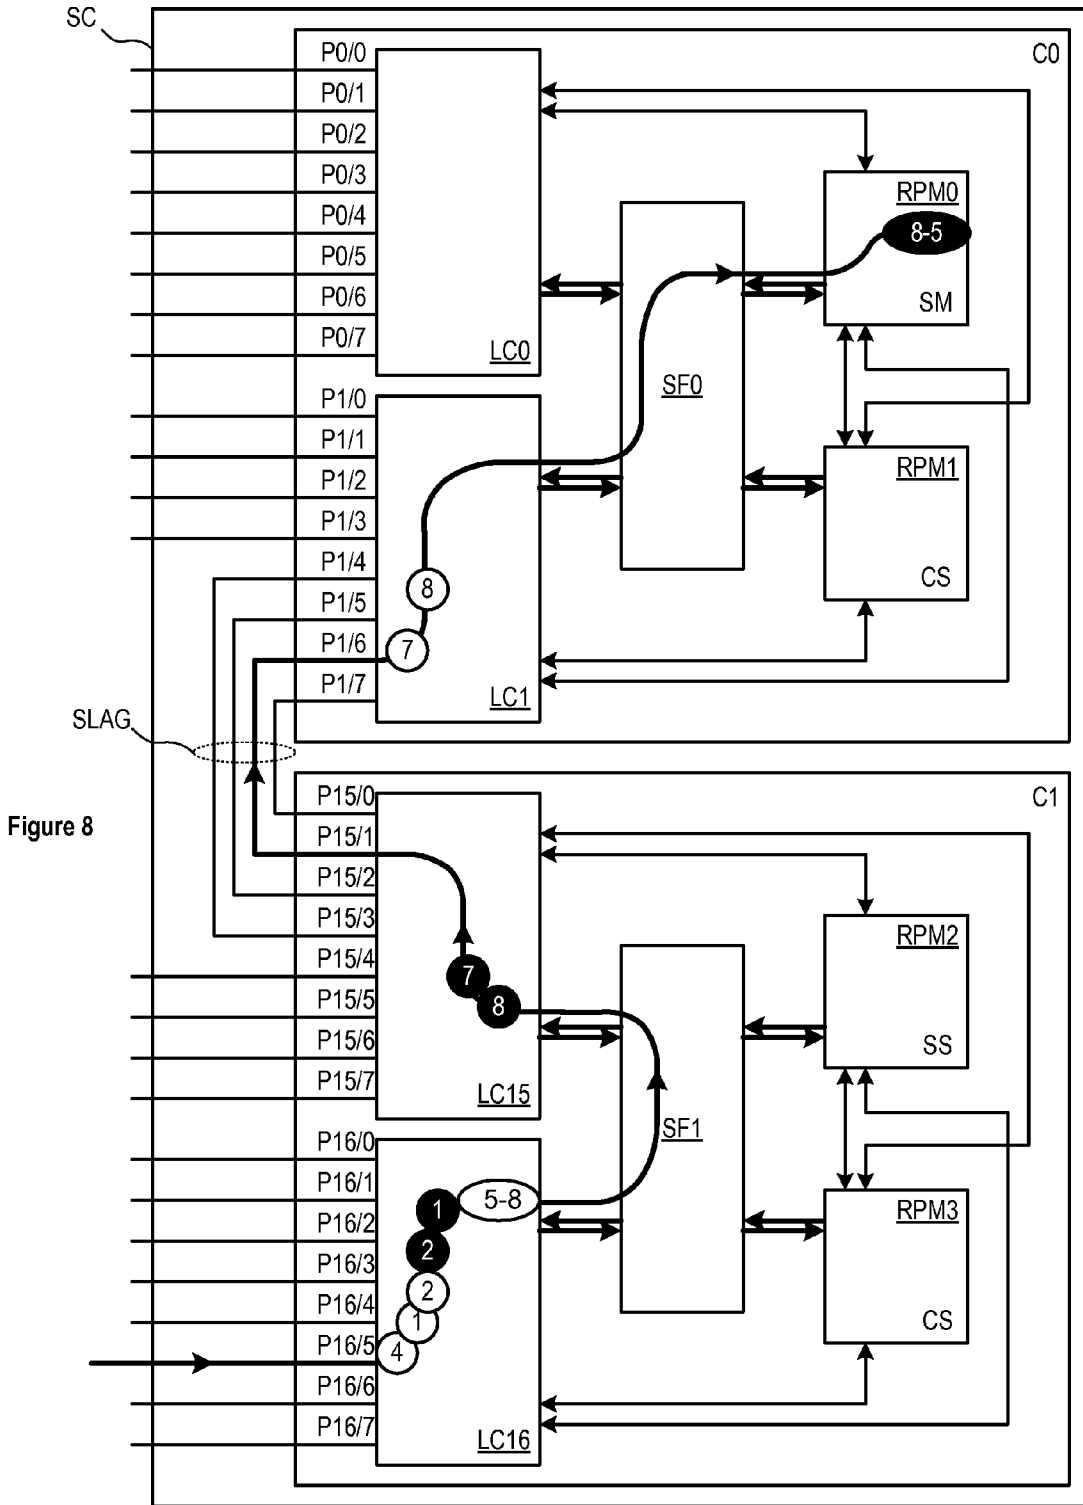 SC
C0
P0/0
P0/1
P0/2
P0/3
P0/4
P0/5
P0/6
P0/7
LC0
RPM0
8-5
SM
SF0
P1/0
P1/1
P1/2
P1/3
P1/4
P1/5
P1/6
P1/7
8
7
LC1
RPM1
CS
SLAG
Figure 8
C1
P15/0
P15/1
P15/2
P15/3
P15/4
P15/5
P15/6
P15/7
7
8
LC15
RPM2
SS
SF1
P16/0
P16/1
P16/2
P16/3
P16/4
P16/5
P16/6
P16/7
5-8
1
2
2
1
4
LC16
RPM3
CS